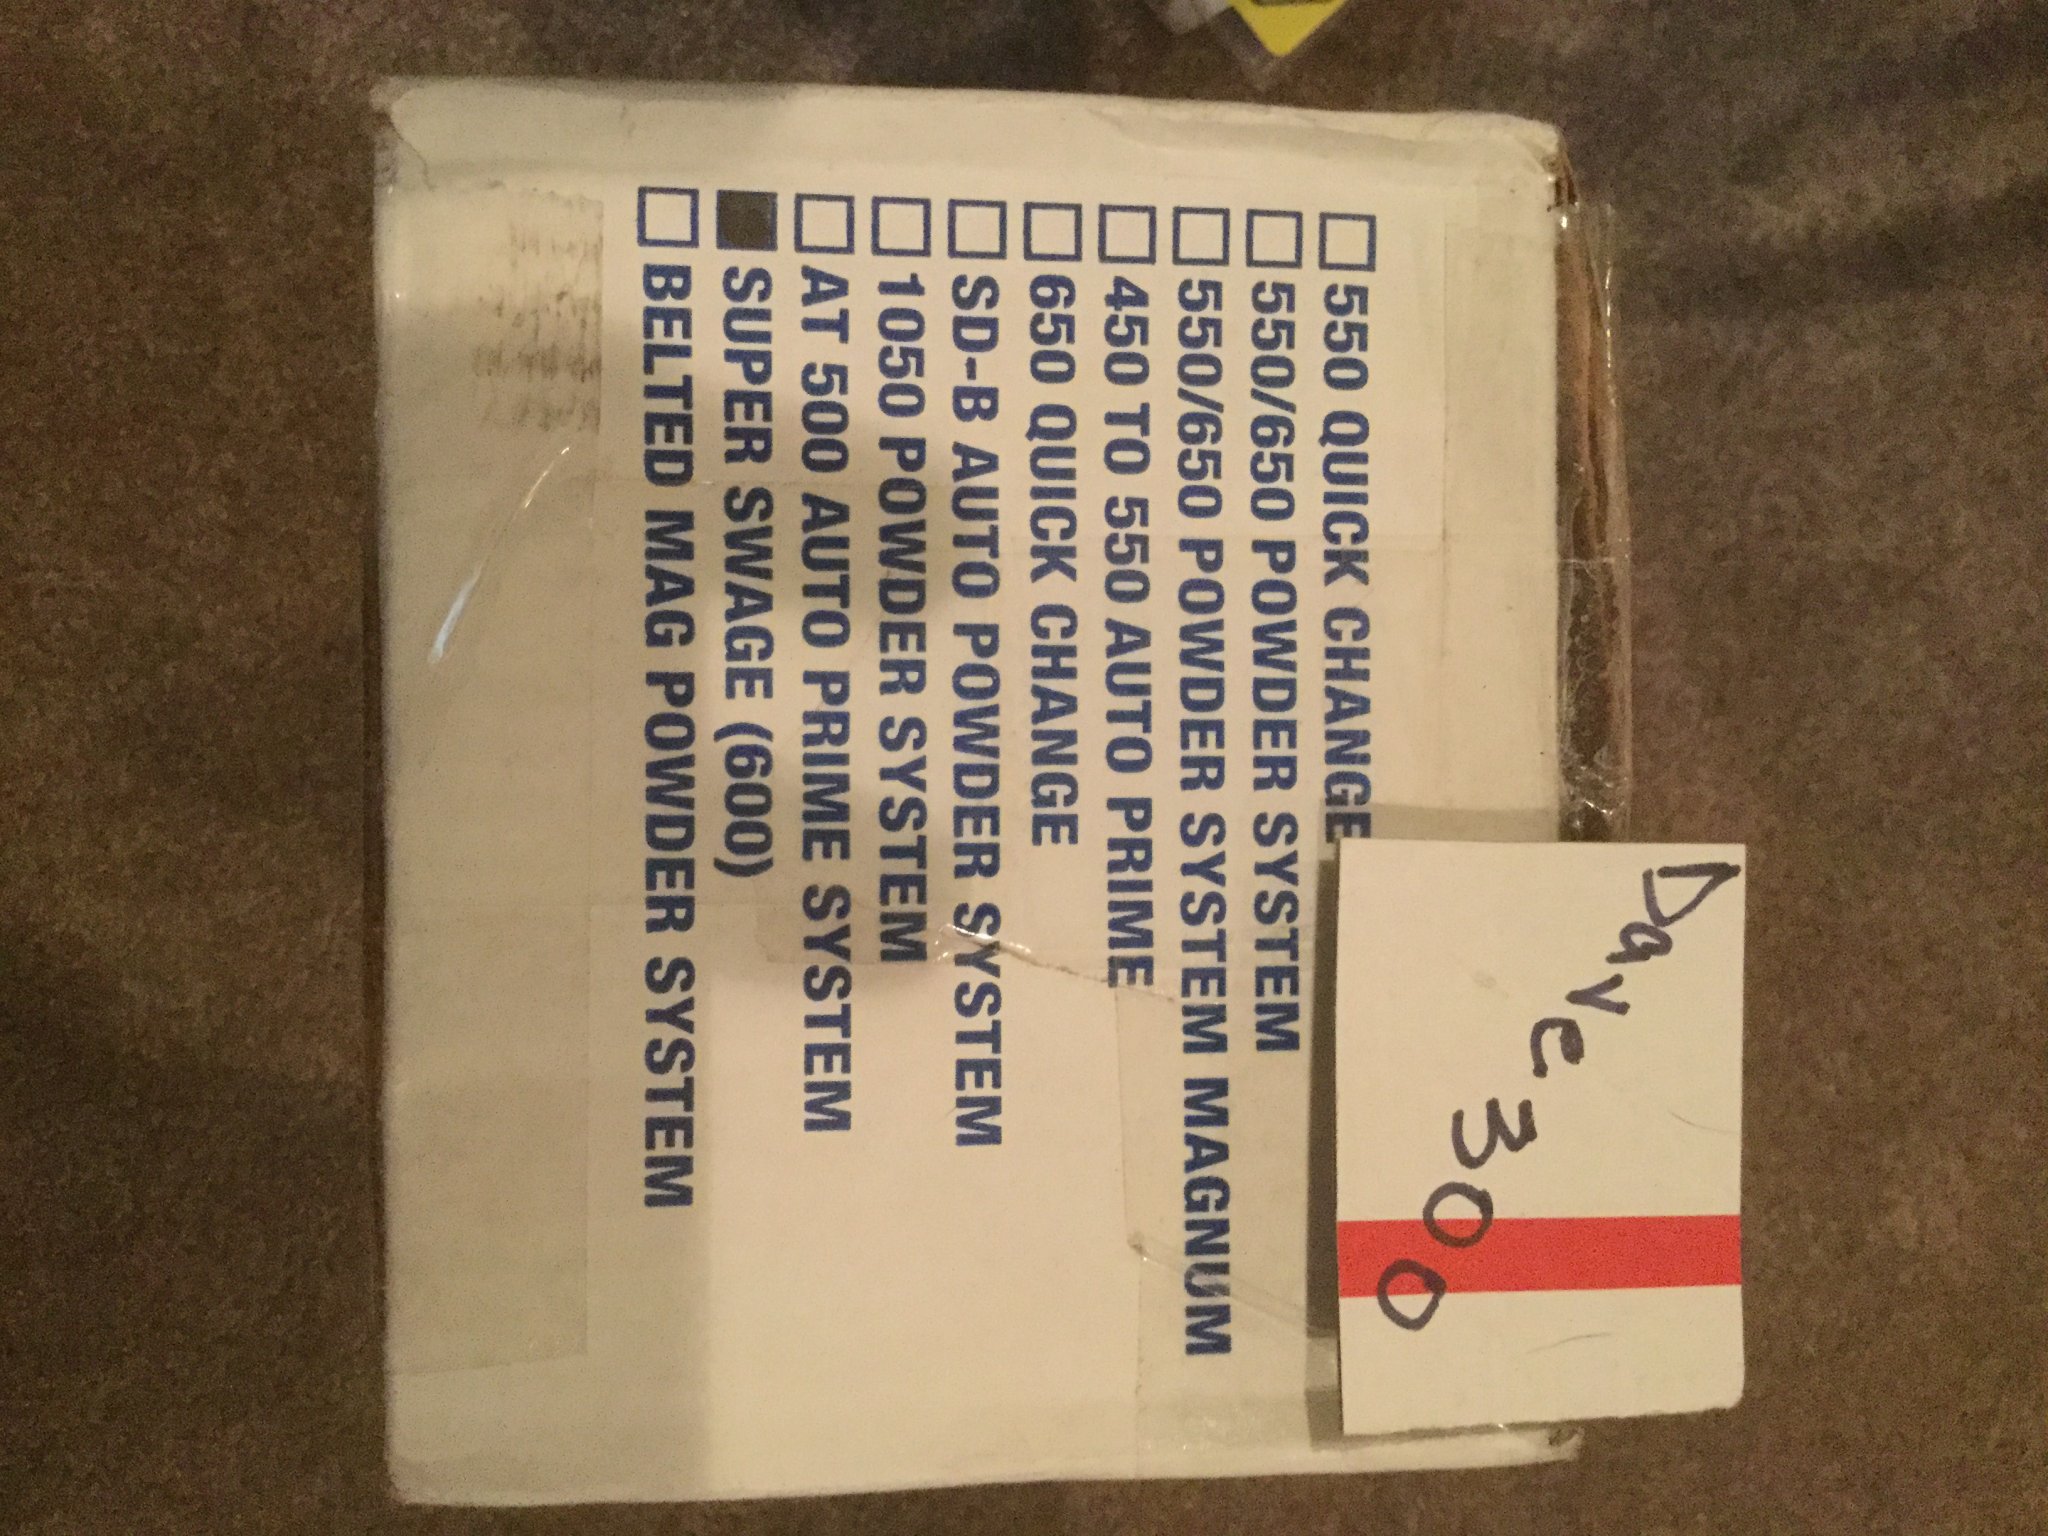 □ 550 QUICK CHANGE
□ 550/650 POWDER SYSTEM
□ 550/650 POWDER SYSTEM MAGNUM
□ 450 TO 550 AUTO PRIME
□ 650 QUICK CHANGE
□ SD-B AUTO POWDER SYSTEM
□ 1050 POWDER SYSTEM
□ AT 500 AUTO PRIME SYSTEM
■ SUPER SWAGE (600)
□ BELTED MAG POWDER SYSTEM
Dave 300